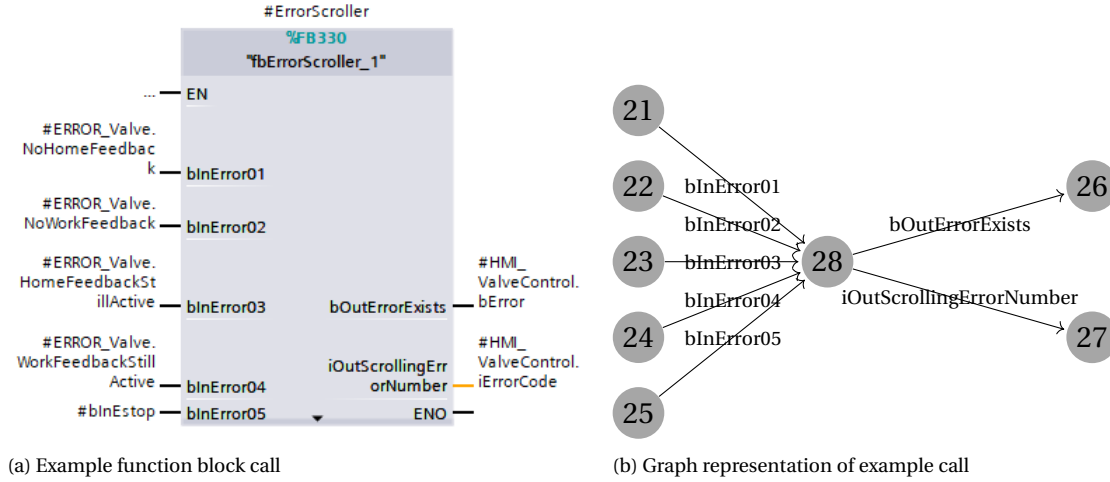 #ErrorScroller
%FB330
"fbErrorScroller_1"
... EN
#ERROR_Valve.
NoHomeFeedbac
k
bInError01
#ERROR_Valve.
NoWorkFeedback
bInError02
#ERROR_Valve.
HomeFeedbackSt
illActive
bInError03
bOutErrorExists
#HMI_
ValveControl.
bError
#ERROR_Valve.
WorkFeedbackStill
Active
bInError04
iOutScrollingErr
orNumber
#HMI_
ValveControl.
iErrorCode
#bInEstop
bInError05
ENO
(a) Example function block call
21
22
23
24
25
bInError01
bInError02
bInError03
bInError04
bInError05
28
bOutErrorExists
iOutScrollingErrorNumber
26
27
(b) Graph representation of example call